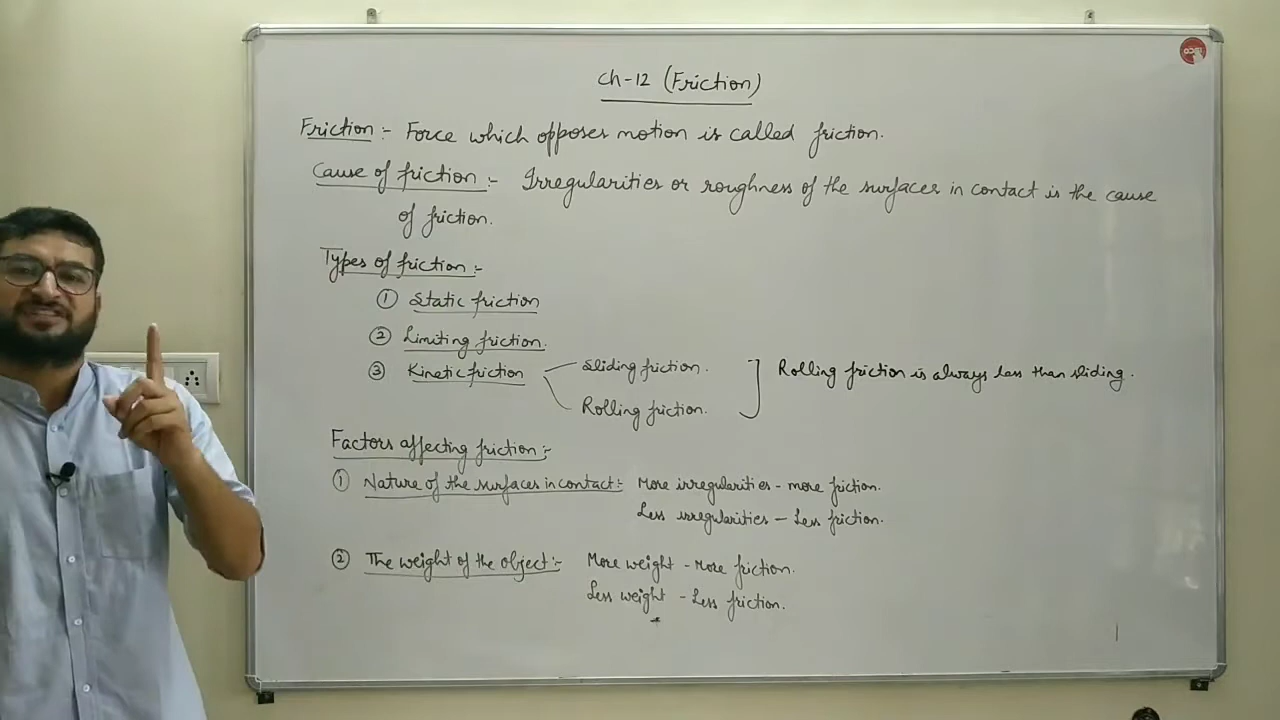 Ch-12 (Friction)
Friction :- Force which opposes motion is called friction.
Cause of friction :- Irregularities or roughness of the surfaces in contact is the cause
of friction.
Types of friction :-
① Static friction
② Limiting friction.
③ Kinetic friction
Sliding friction.
Rolling friction.
Rolling friction is always less than sliding.
Factors affecting friction :-
① Nature of the surfaces in contact :- More irregularities - more friction.
Less irregularities - Less friction.
② The weight of the object :- More weight - More friction.
Less weight - Less friction.